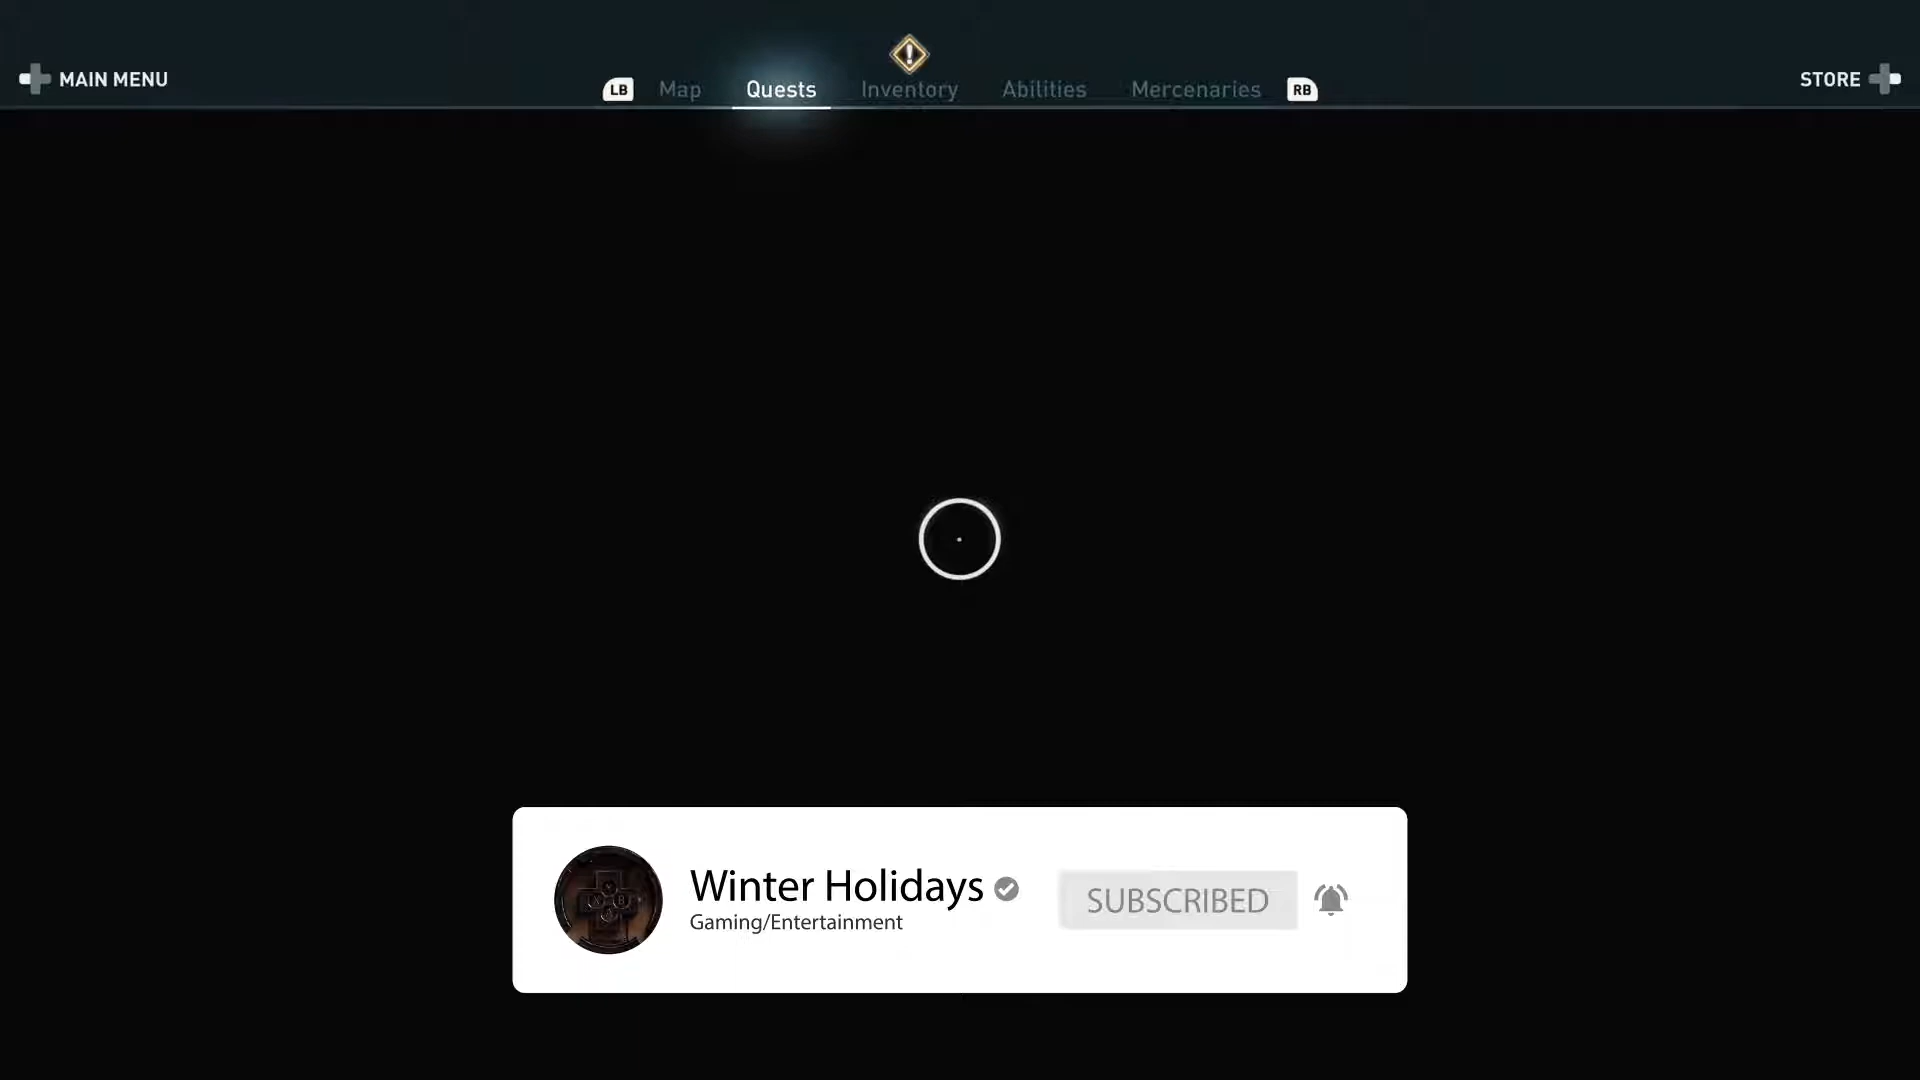 MAIN MENU
LB Map Quests Inventory Abilities Mercenaries RB
STORE
Winter Holidays
Gaming/Entertainment
SUBSCRIBED
Y
X B
A